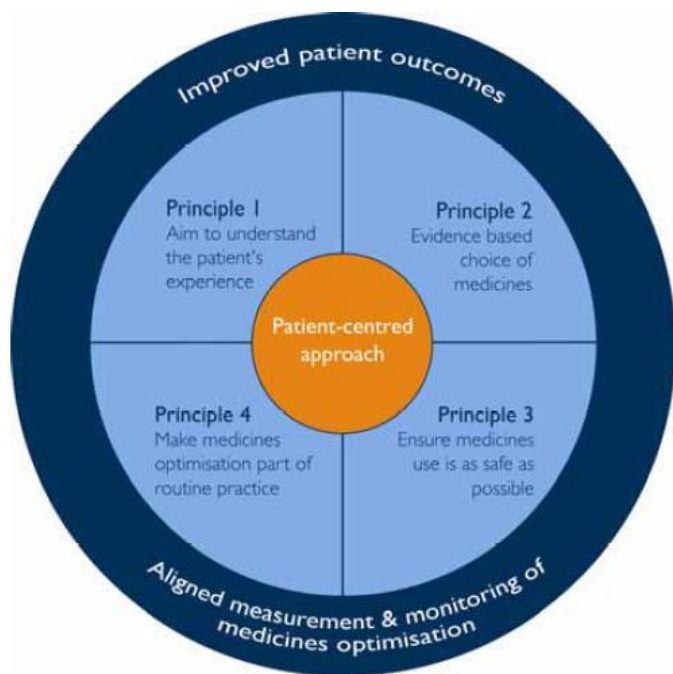 Improved patient outcomes
Principle 1
Aim to understand
the patient's
experience
Principle 2
Evidence based
choice of
medicines
Patient-centred
approach
Principle 4
Make medicines
optimisation part of
routine practice
Principle 3
Ensure medicines
use is as safe as
possible
Aligned measurement & monitoring of
medicines optimisation